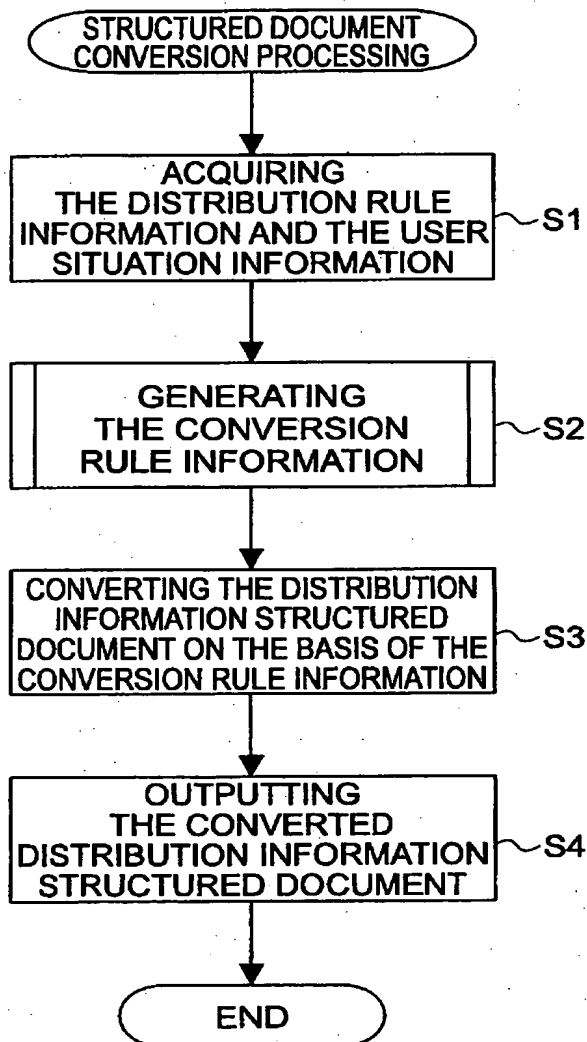 STRUCTURED DOCUMENT
CONVERSION PROCESSING
ACQUIRING
THE DISTRIBUTION RULE
INFORMATION AND THE USER
SITUATION INFORMATION
S1
GENERATING
THE CONVERSION
RULE INFORMATION
S2
CONVERTING THE DISTRIBUTION
INFORMATION STRUCTURED
DOCUMENT ON THE BASIS OF THE
CONVERSION RULE INFORMATION
S3
OUTPUTTING
THE CONVERTED
DISTRIBUTION INFORMATION
STRUCTURED DOCUMENT
S4
END